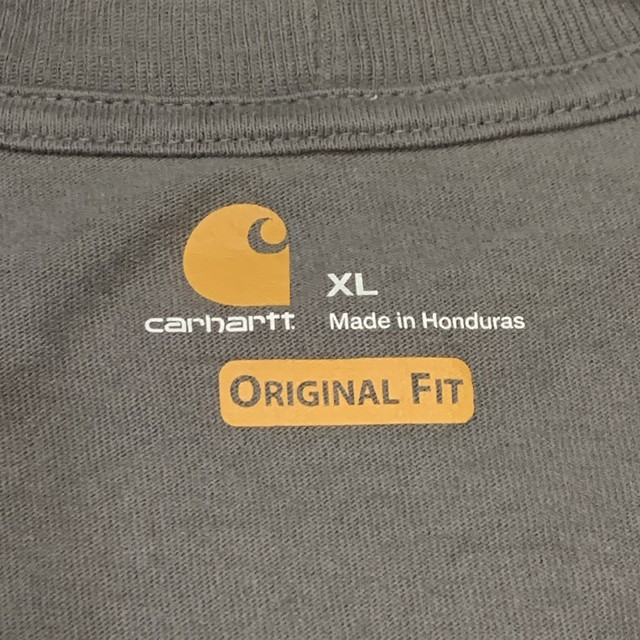 XL
carhartt.
Made in Honduras
ORIGINAL FIT